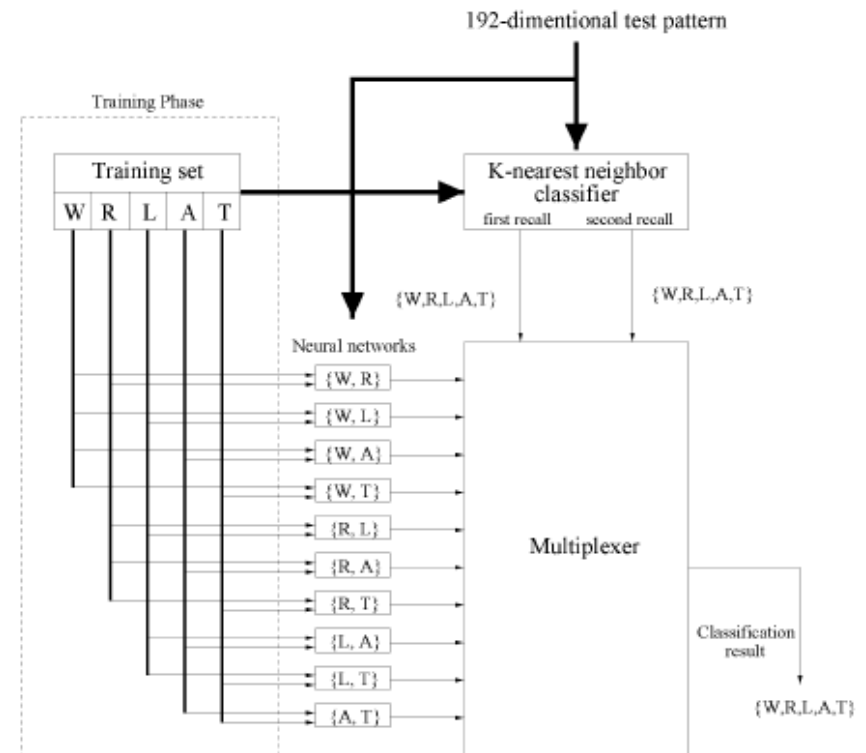 192-dimentional test pattern
Training Phase
Training set
W R L A T
K-nearest neighbor
classifier
first recall second recall
{W,R,L,A,T}
{W,R,L,A,T}
Neural networks
{W, R}
{W, L}
{W, A}
{W, T}
{R, L}
{R, A}
{R, T}
{L, A}
{L, T}
{A, T}
Multiplexer
Classification
result
{W,R,L,A,T}